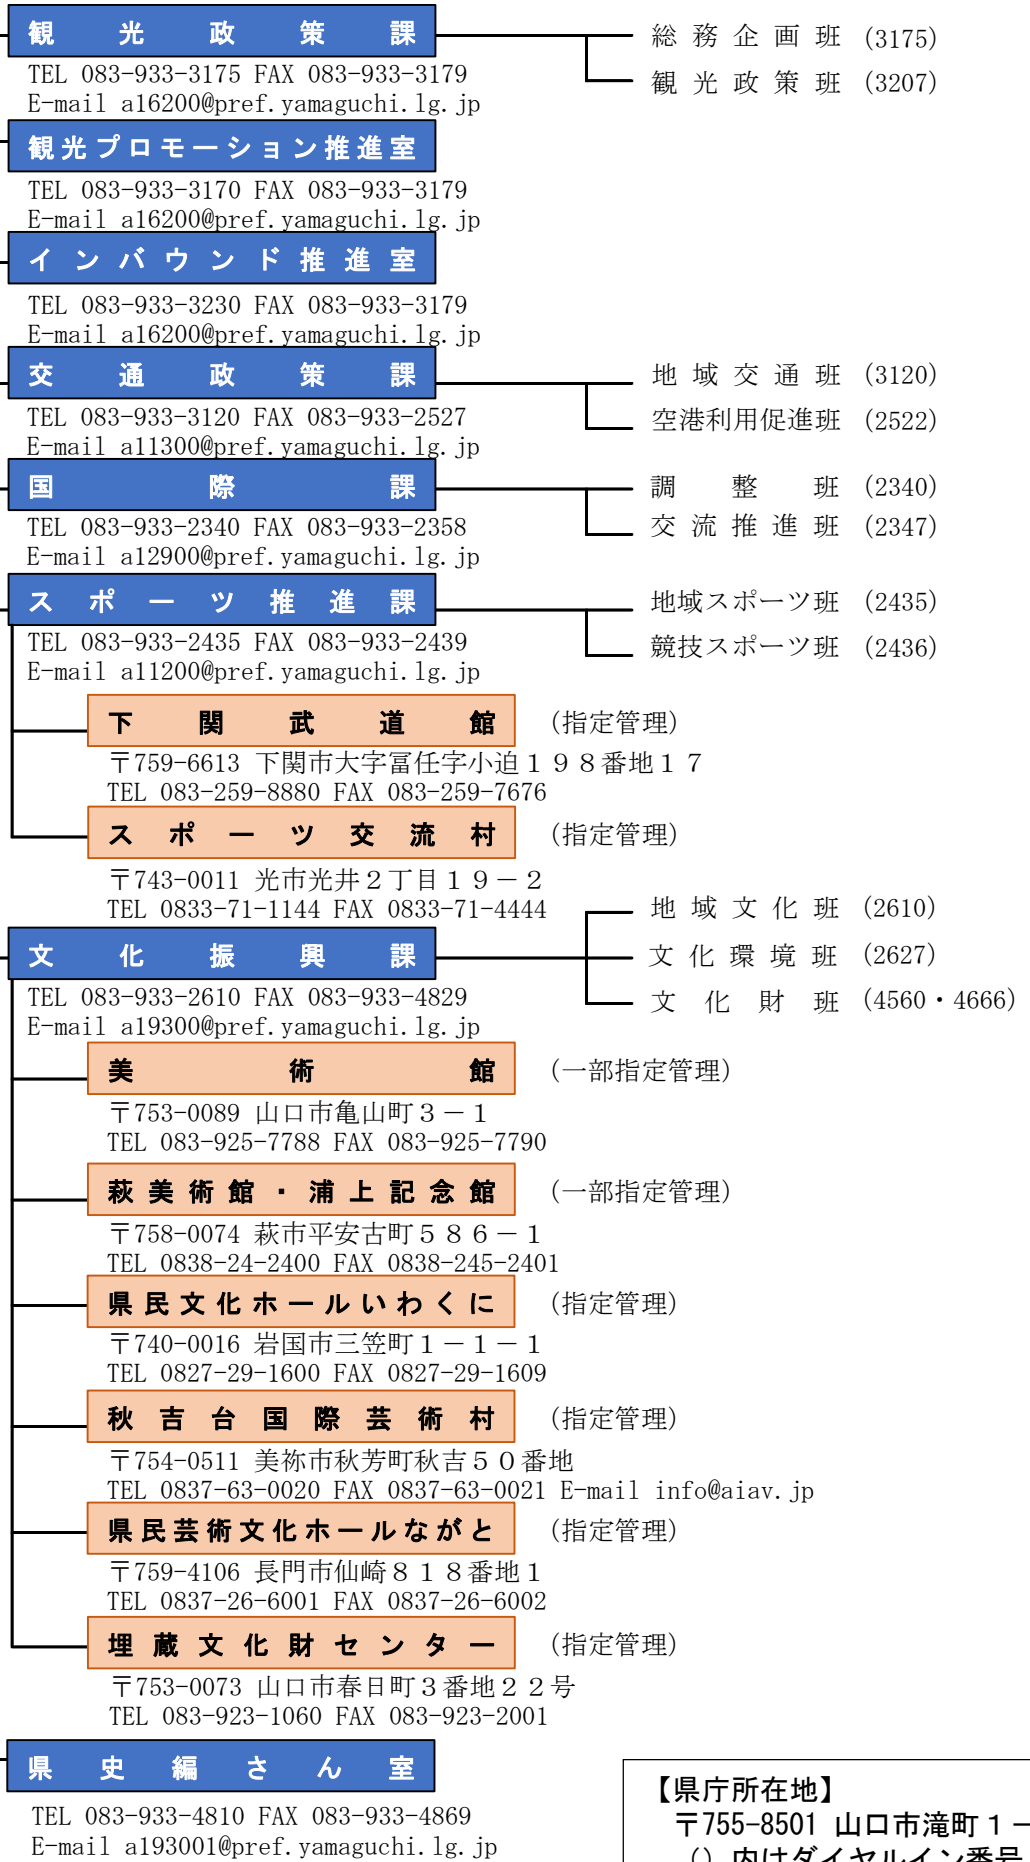 観光政策課
総務企画班 (3175)
TEL 083-933-3175 FAX 083-933-3179
観光政策班 (3207)
E-mail a16200@pref.yamaguchi.lg.jp
観光プロモーション推進室
TEL 083-933-3170 FAX 083-933-3179
E-mail a16200@pref.yamaguchi.lg.jp
インバウンド推進室
TEL 083-933-3230 FAX 083-933-3179
E-mail a16200@pref.yamaguchi.lg.jp
交通政策課
地域交通班 (3120)
TEL 083-933-3120 FAX 083-933-2527
空港利用促進班 (2522)
E-mail a11300@pref.yamaguchi.lg.jp
国際課
調整班 (2340)
TEL 083-933-2340 FAX 083-933-2358
交流推進班 (2347)
E-mail a12900@pref.yamaguchi.lg.jp
スポーツ推進課
地域スポーツ班 (2435)
TEL 083-933-2435 FAX 083-933-2439
競技スポーツ班 (2436)
E-mail a11200@pref.yamaguchi.lg.jp
下関武道館 (指定管理)
〒759-6613 下関市大字冨任字小迫198番地17
TEL 083-259-8880 FAX 083-259-7676
スポーツ交流村 (指定管理)
〒743-0011 光市光井2丁目19-2
TEL 0833-71-1144 FAX 0833-71-4444
地域文化班 (2610)
文化振興課
文化環境班 (2627)
TEL 083-933-2610 FAX 083-933-4829
文化財班 (4560・4666)
E-mail a19300@pref.yamaguchi.lg.jp
美術館 (一部指定管理)
〒753-0089 山口市亀山町3-1
TEL 083-925-7788 FAX 083-925-7790
萩美術館・浦上記念館 (一部指定管理)
〒758-0074 萩市平安古町586-1
TEL 0838-24-2400 FAX 0838-245-2401
県民文化ホールいわくに (指定管理)
〒740-0016 岩国市三笠町1-1-1
TEL 0827-29-1600 FAX 0827-29-1609
秋吉台国際芸術村 (指定管理)
〒754-0511 美祢市秋芳町秋吉50番地
TEL 0837-63-0020 FAX 0837-63-0021 E-mail info@aiav.jp
県民芸術文化ホールながと (指定管理)
〒759-4106 長門市仙崎818番地1
TEL 0837-26-6001 FAX 0837-26-6002
埋蔵文化財センター (指定管理)
〒753-0073 山口市春日町3番地22号
TEL 083-923-1060 FAX 083-923-2001
県史編さん室
TEL 083-933-4810 FAX 083-933-4869
E-mail a193001@pref.yamaguchi.lg.jp
【県庁所在地】
〒755-8501 山口市滝町1-
()内はダイヤルイン番号